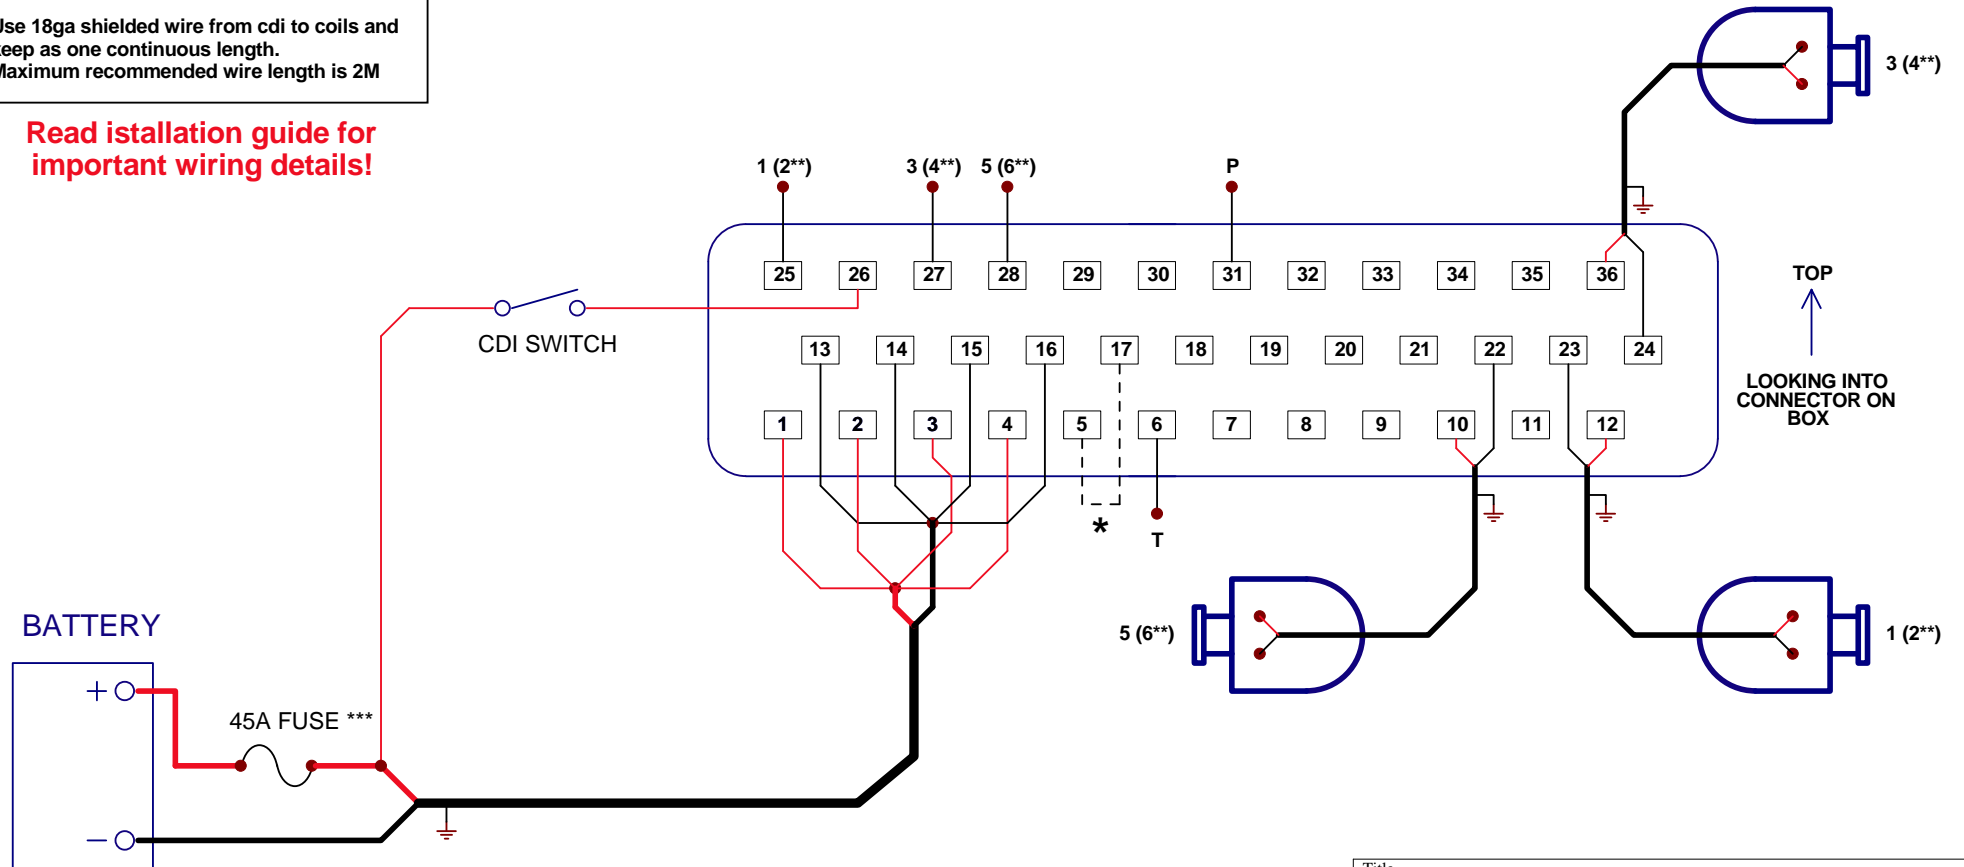 Use 18ga shielded wire from cdi to coils and
keep as one continuous length.
Maximum recommended wire length is 2M
Read istallation guide for
important wiring details!
3 (4**)
1 (2**) 3 (4**) 5 (6**) P
25 26 27 28 29 30 31 32 33 34 35 36
TOP
CDI SWITCH
13 14 15 16 17 18 19 20 21 22 23 24
LOOKING INTO
CONNECTOR ON
BOX
1 2 3 4 5 6 7 8 9 10 11 12
*
T
BATTERY
5 (6**) 1 (2**)
+
45A FUSE ***
−
Title